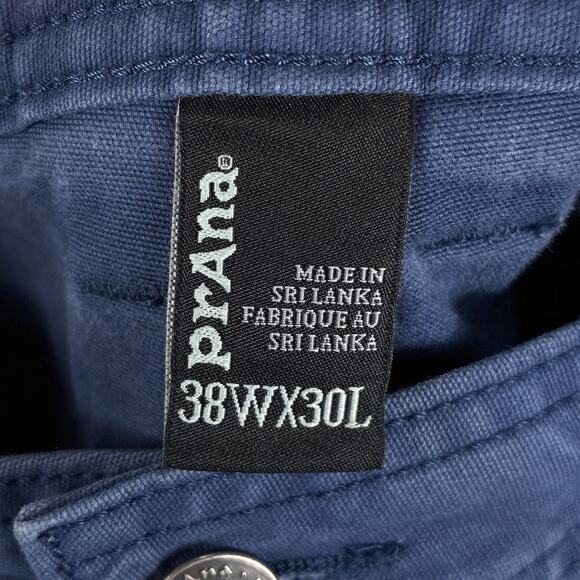 prAna®
MADE IN
SRI LANKA
FABRIQUE AU
SRI LANKA
38WX30L